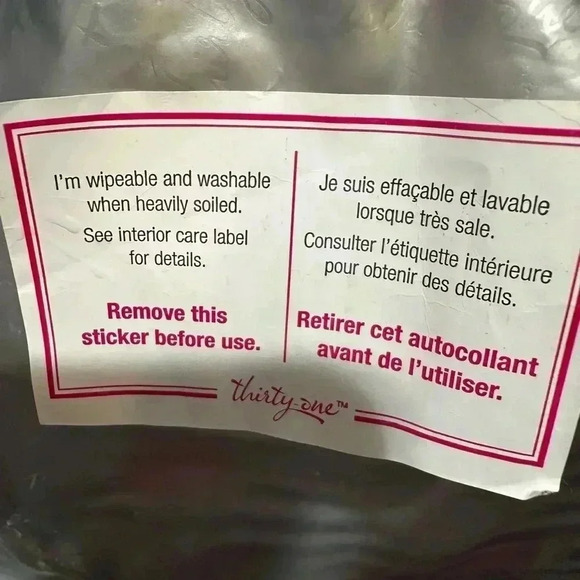 I'm wipeable and washable
when heavily soiled.
See interior care label
for details.
Remove this
sticker before use.
Je suis effaçable et lavable
lorsque très sale.
Consulter l'étiquette intérieure
pour obtenir des détails.
Retirer cet autocollant
avant de l'utiliser.
thirty-one™